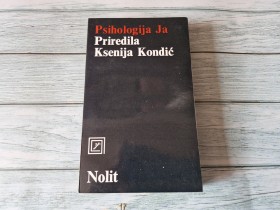 Psihologija Ja
Priredila
Ksenija Kondić
Nolit